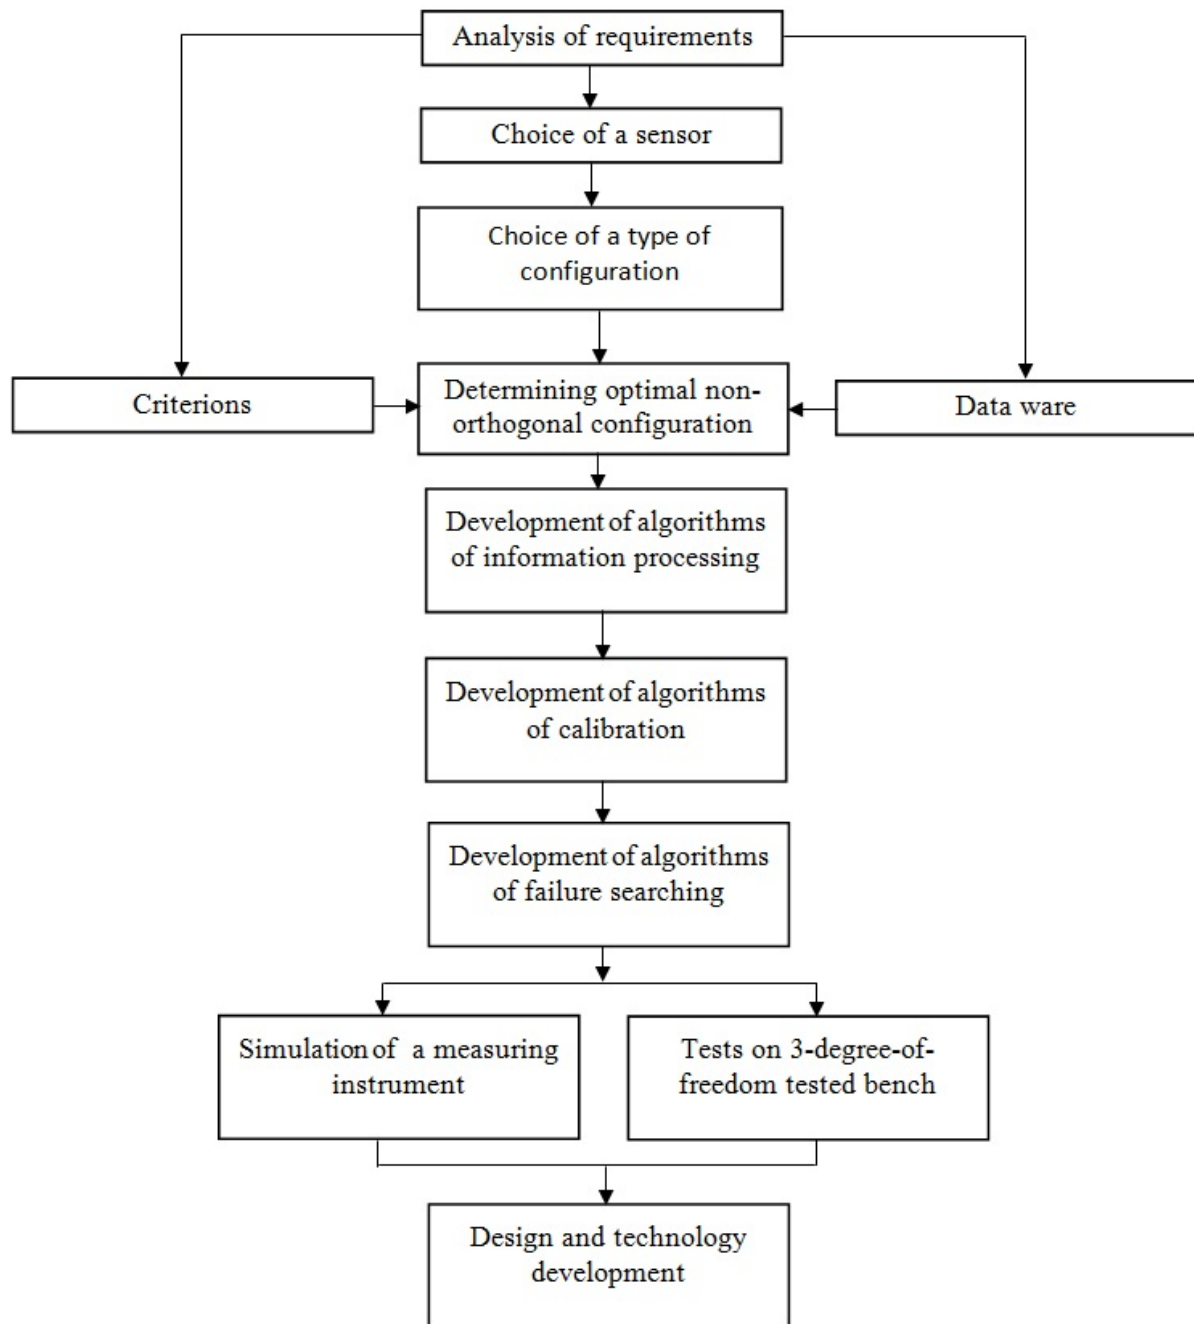 Analysis of requirements
Choice of a sensor
Choice of a type of
configuration
Criterions
Determining optimal non-
orthogonal configuration
Data ware
Development of algorithms
of information processing
Development of algorithms
of calibration
Development of algorithms
of failure searching
Simulation of a measuring
instrument
Tests on 3-degree-of-
freedom tested bench
Design and technology
development